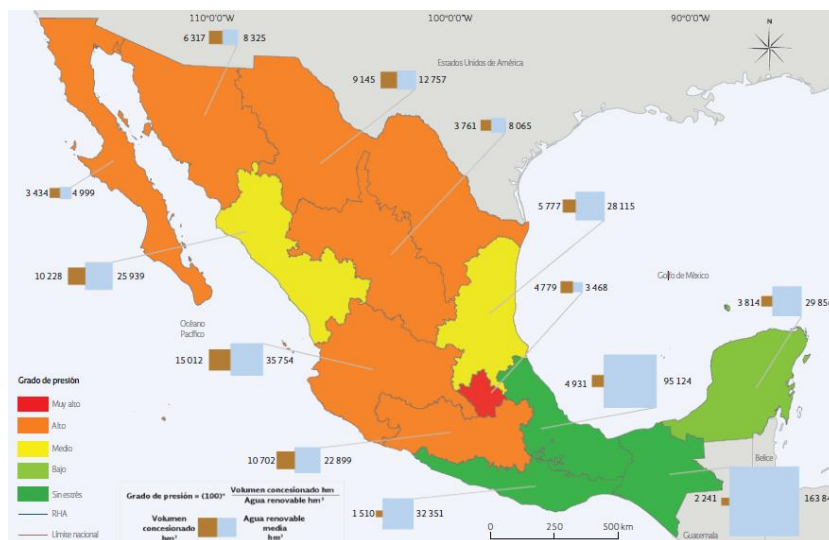 110°0'0"W 100°0'0"W 90°0'0"W
N
6 317 8 325
Estados Unidos de América
9 145 12 757
3 761 8 065
3 434 4 999
5 777 28 115
10 228 25 939
4 779 3 468
Golfo de México
3 814 29 856
Océano
Pacífico
15 012 35 754
4 931 95 124
Grado de presión
Muy alto
Alto
Medio
Bajo
Sin estrés
RHA
Límite nacional
10 702 22 899
Belice
Grado de presión = (100)* Volumen concesionado hm
Agua renovable hm³
Volumen
concesionado
hm³
Agua renovable
media
hm³
1 510 32 351
2 241 163 84
Guatemala
0 250 500 km